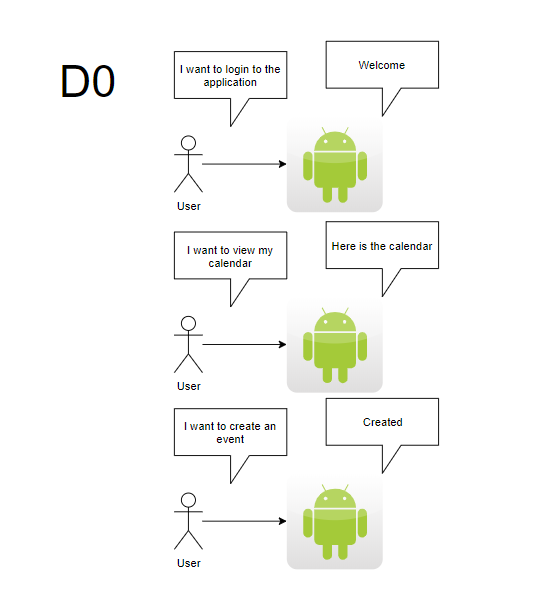 D0
I want to login to the
application
Welcome
User
I want to view my
calendar
Here is the calendar
User
I want to create an
event
Created
User